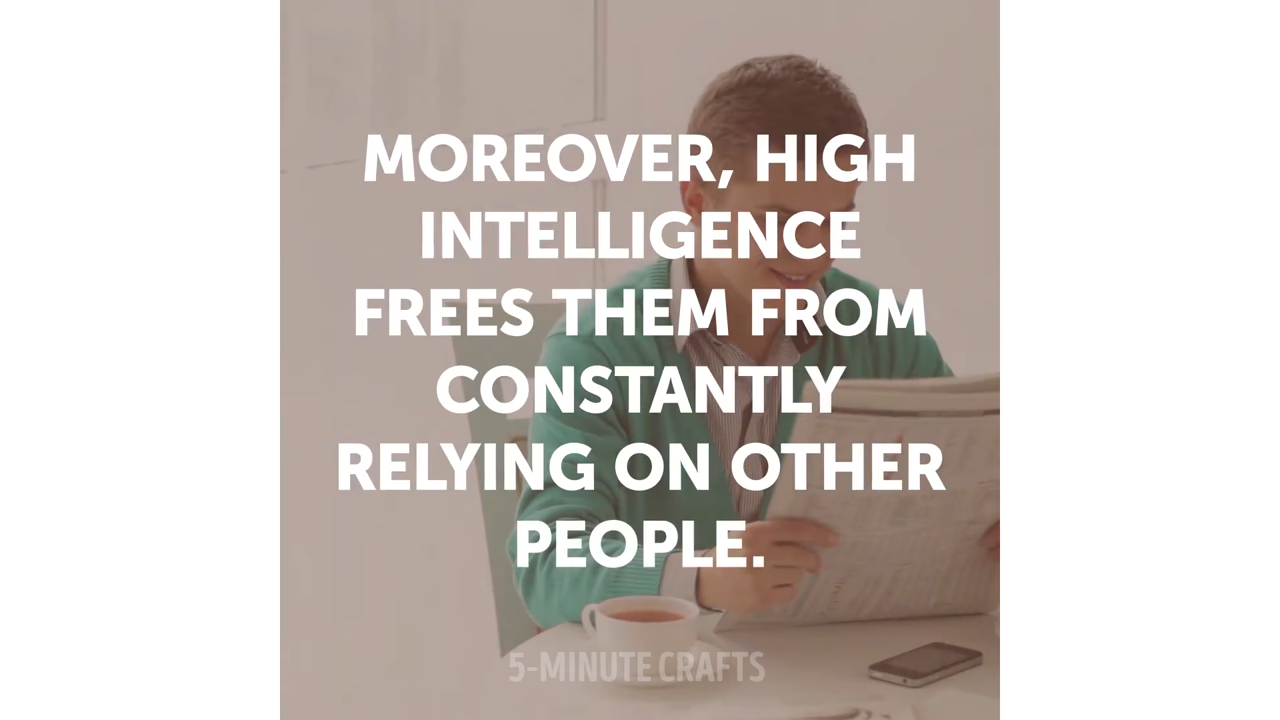 MOREOVER, HIGH
INTELLIGENCE
FREES THEM FROM
CONSTANTLY
RELYING ON OTHER
PEOPLE.
5-MINUTE CRAFTS